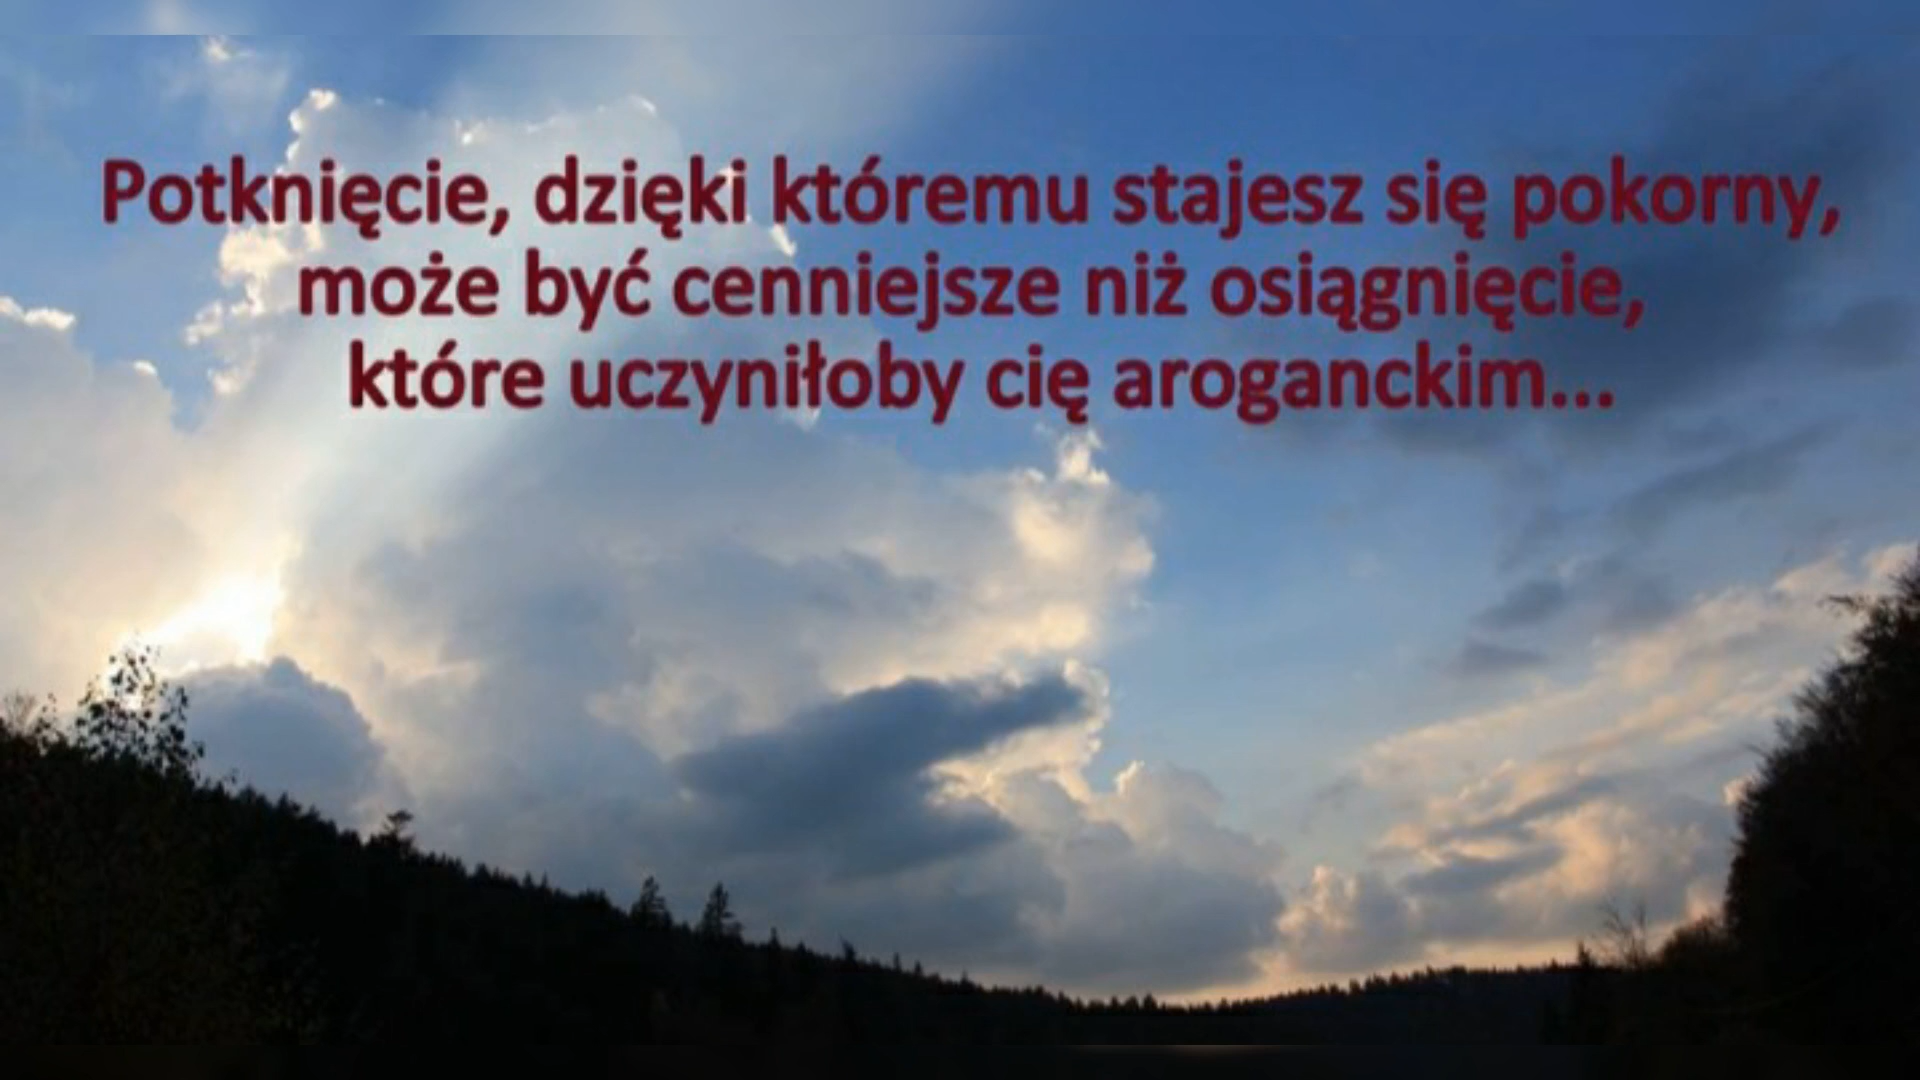 Potknięcie, dzięki któremu stajesz się pokorny,
może być cenniejsze niż osiągnięcie,
które uczyniłoby cię aroganckim...